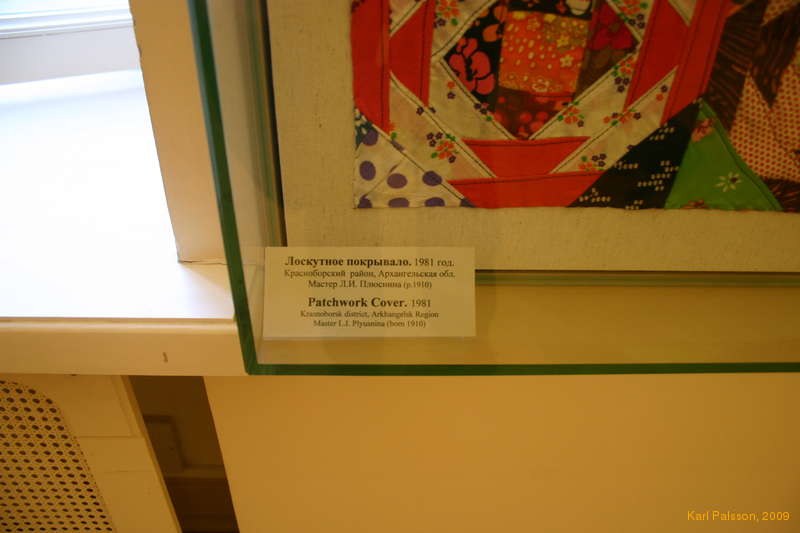 Лоскутное покрывало. 1981 год.
Красноборский район, Архангельская обл.
Мастер Л.И. Плюснина (р.1910)
Patchwork Cover. 1981
Krasnoborsk district, Arkhangelsk Region
Master L.I. Plyusnina (born 1910)
Karl Palsson, 2009